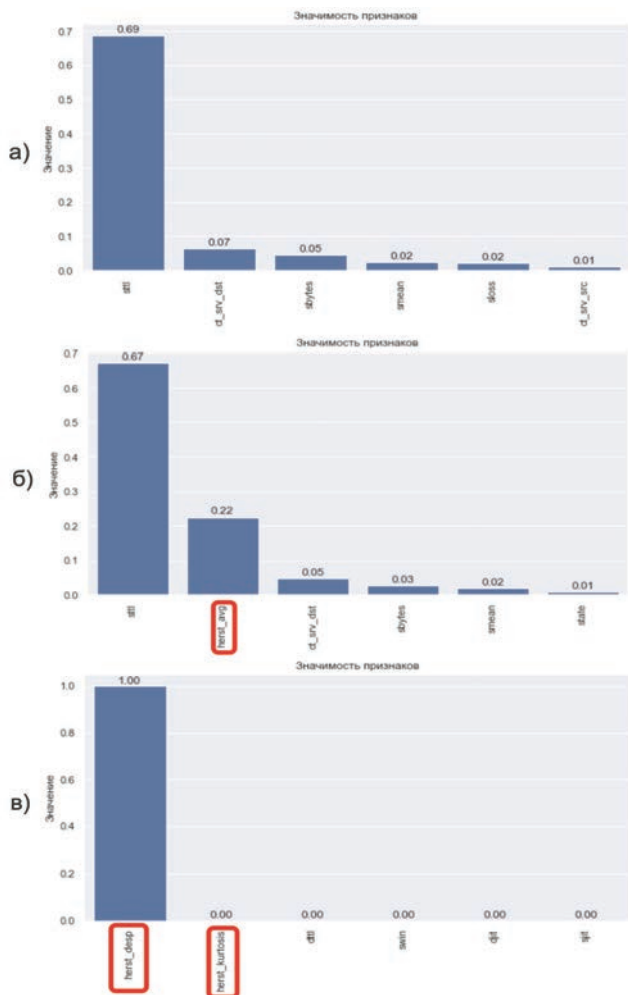 Значимость признаков
0.7
0.6
0.5
0.4
0.3
0.2
0.1
0.0
Значение
0.69
0.07
0.05
0.02
0.02
0.01
sttl
ct_srv_dst
sbytes
smean
sloss
ct_srv_src
а)
Значимость признаков
0.7
0.6
0.5
0.4
0.3
0.2
0.1
0.0
Значение
0.67
0.22
0.05
0.03
0.02
0.01
sttl
herst_avg
ct_srv_dst
sbytes
smean
state
б)
Значимость признаков
1.0
0.8
0.6
0.4
0.2
0.0
Значение
1.00
0.00
0.00
0.00
0.00
0.00
herst_desp
herst_kurtosis
dttl
swin
djit
sjit
в)